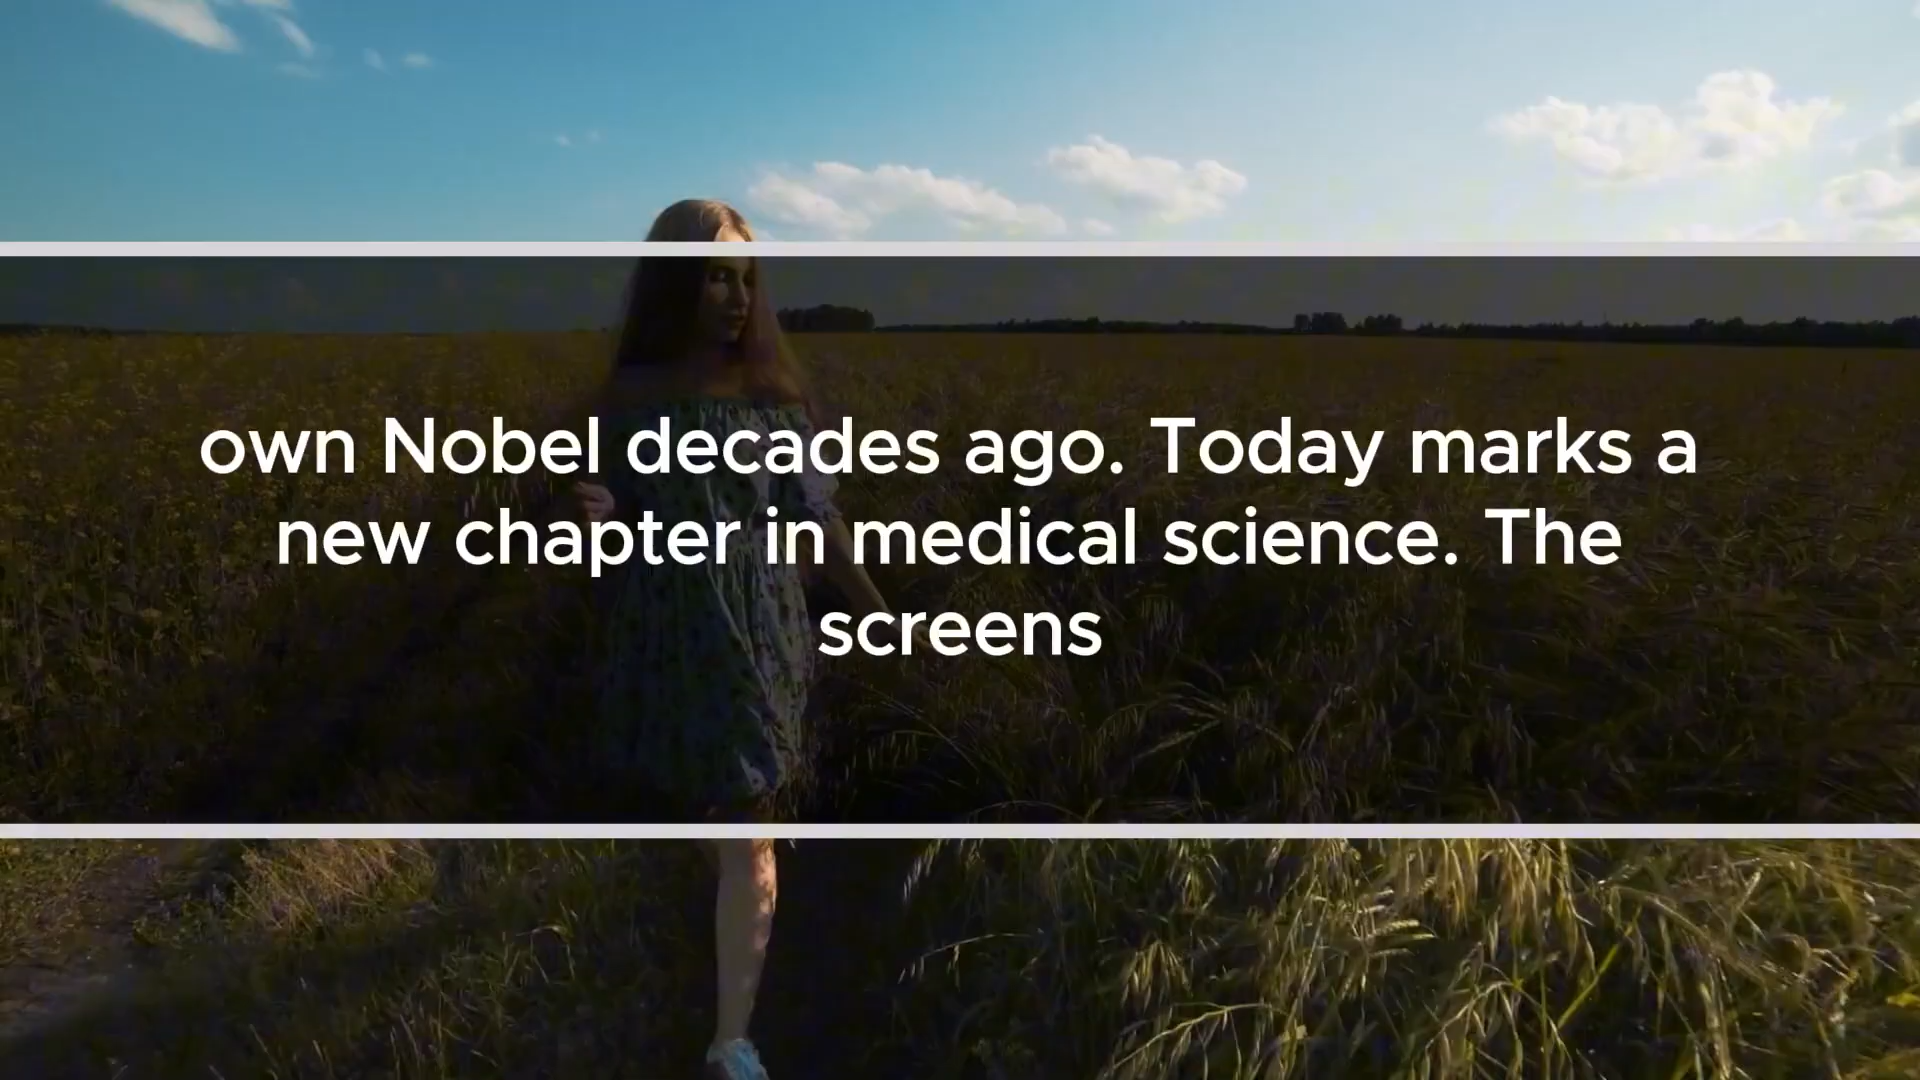 own Nobel decades ago. Today marks a
new chapter in medical science. The
screens